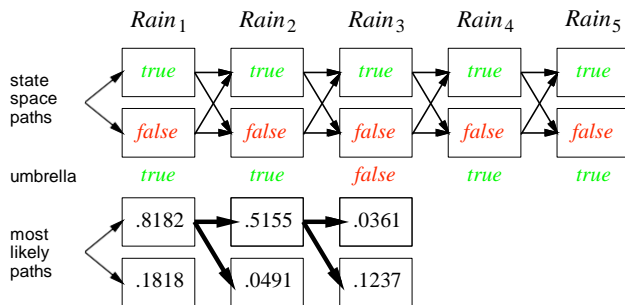 Rain1 Rain2 Rain3 Rain4 Rain5
state space paths
true true true true true
false false false false false
umbrella true true false true true
most likely paths
.8182 .5155 .0361
.1818 .0491 .1237